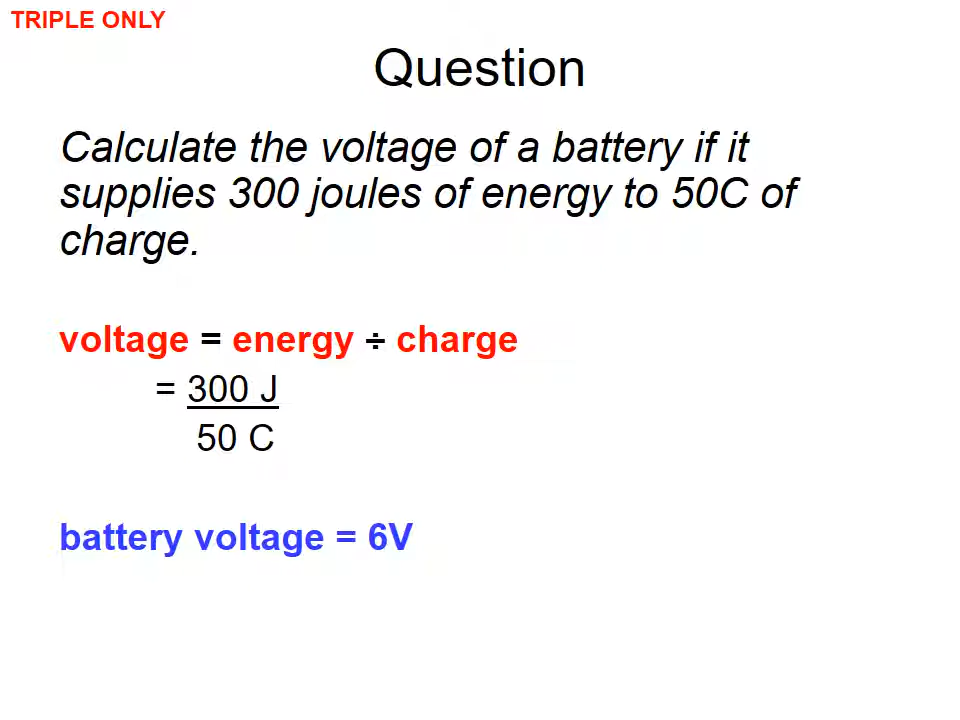 TRIPLE ONLY
Question
Calculate the voltage of a battery if it
supplies 300 joules of energy to 50C of
charge.
voltage = energy ÷ charge
= 300 J
50 C
battery voltage = 6V